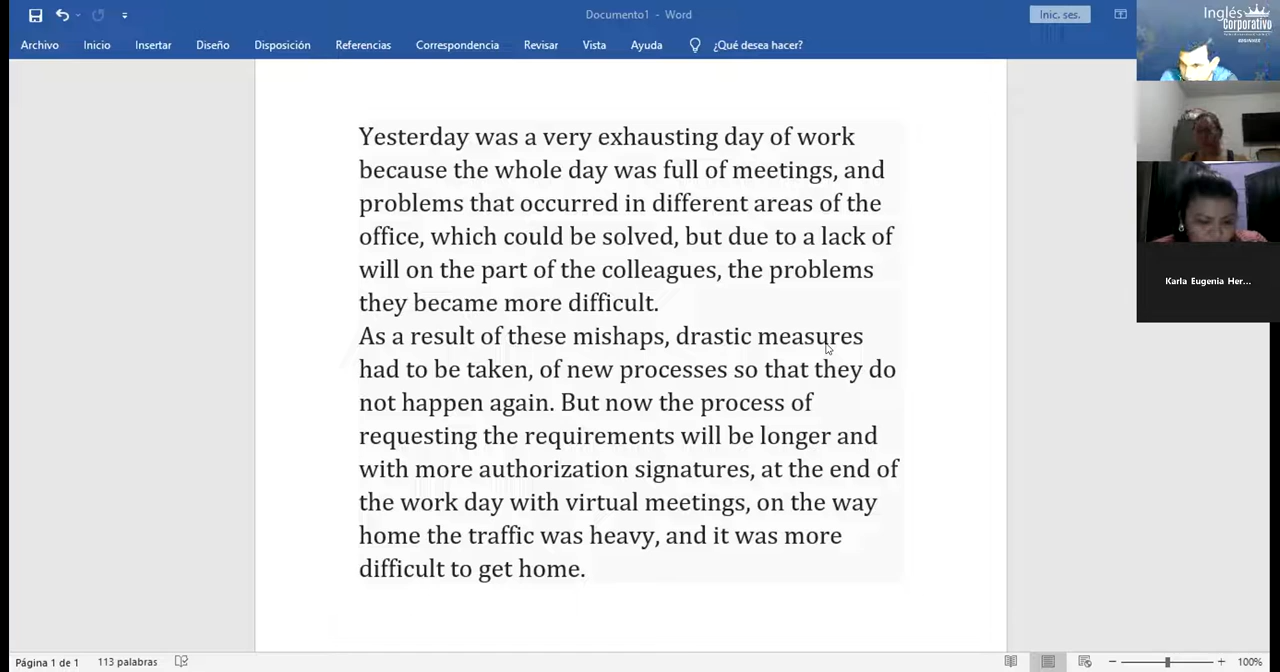 Documento1 - Word
Inic. ses.
Inglés
Corporativo
BEGINNER
Archivo Inicio Insertar Diseño Disposición Referencias Correspondencia Revisar Vista Ayuda ¿Qué desea hacer?
Yesterday was a very exhausting day of work
because the whole day was full of meetings, and
problems that occurred in different areas of the
office, which could be solved, but due to a lack of
will on the part of the colleagues, the problems
they became more difficult.
As a result of these mishaps, drastic measures
had to be taken, of new processes so that they do
not happen again. But now the process of
requesting the requirements will be longer and
with more authorization signatures, at the end of
the work day with virtual meetings, on the way
home the traffic was heavy, and it was more
difficult to get home.
Karla Eugenia Her...
Página 1 de 1 113 palabras
100%